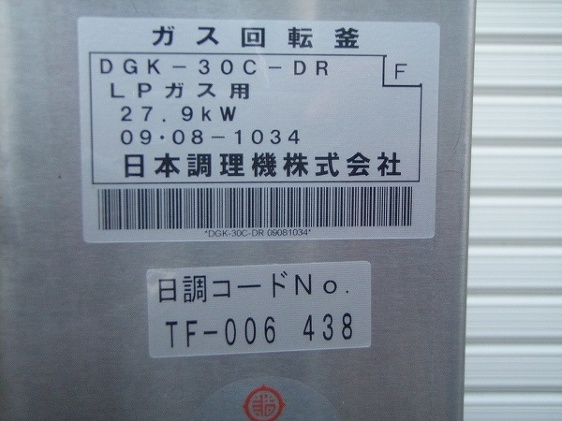 ガス回転釜
DGK-30C-DR F
LPガス用
27.9kW
09・08-1034
日本調理機株式会社
*DGK-30C-DR 09081034*
日調コードNo.
TF-006 438